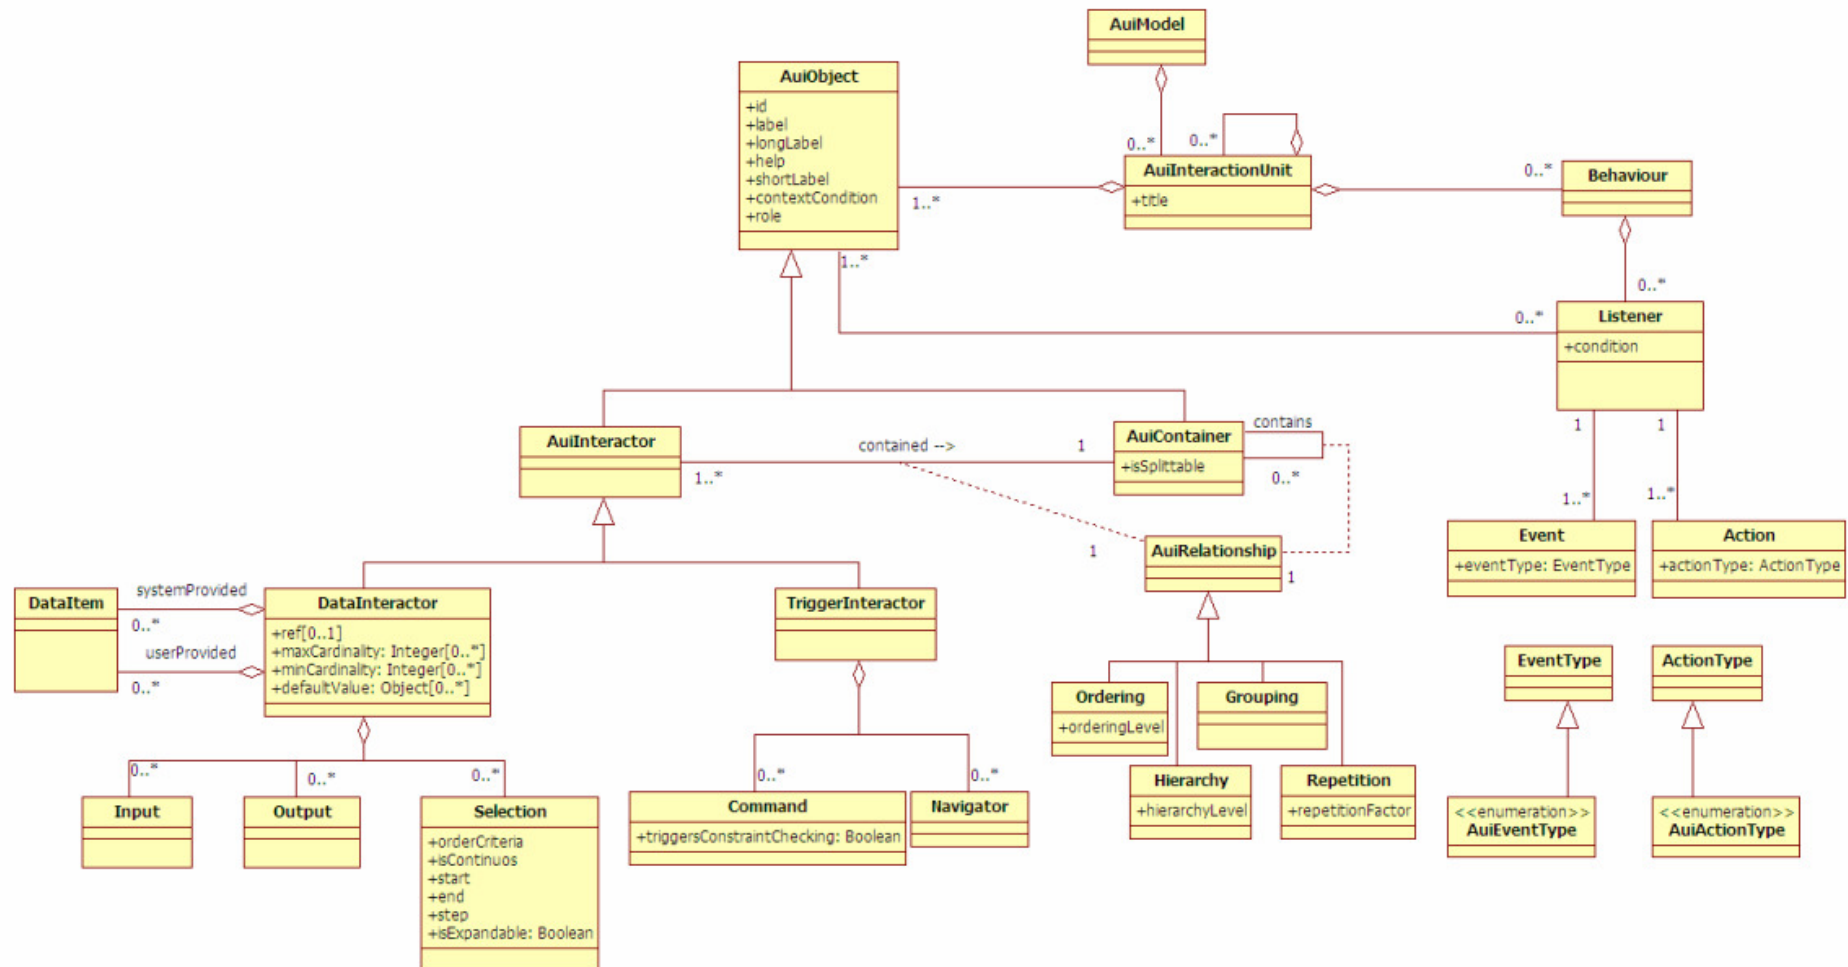 AuiModel
AuiObject
+id
+label
+longLabel
+help
+shortLabel
+contextCondition
+role
0..*
0..*
AuiInteractionUnit
+title
1..*
0..*
Behaviour
1..*
0..*
0..*
Listener
+condition
1
1
1..*
1..*
Event
+eventType: EventType
Action
+actionType: ActionType
AuiInteractor
contained -->
1..*
1
AuiContainer
+isSplittable
contains
0..*
1
AuiRelationship
1
DataItem
systemProvided
0..*
userProvided
0..*
DataInteractor
+ref[0..1]
+maxCardinality: Integer[0..*]
+minCardinality: Integer[0..*]
+defaultValue: Object[0..*]
TriggerInteractor
Ordering
+orderingLevel
Grouping
Hierarchy
+hierarchyLevel
Repetition
+repetitionFactor
EventType
ActionType
<<enumeration>>
AuiEventType
<<enumeration>>
AuiActionType
0..*
0..*
0..*
Input
Output
Selection
+orderCriteria
+isContinuos
+start
+end
+step
+isExpandable: Boolean
0..*
0..*
Command
+triggersConstraintChecking: Boolean
Navigator